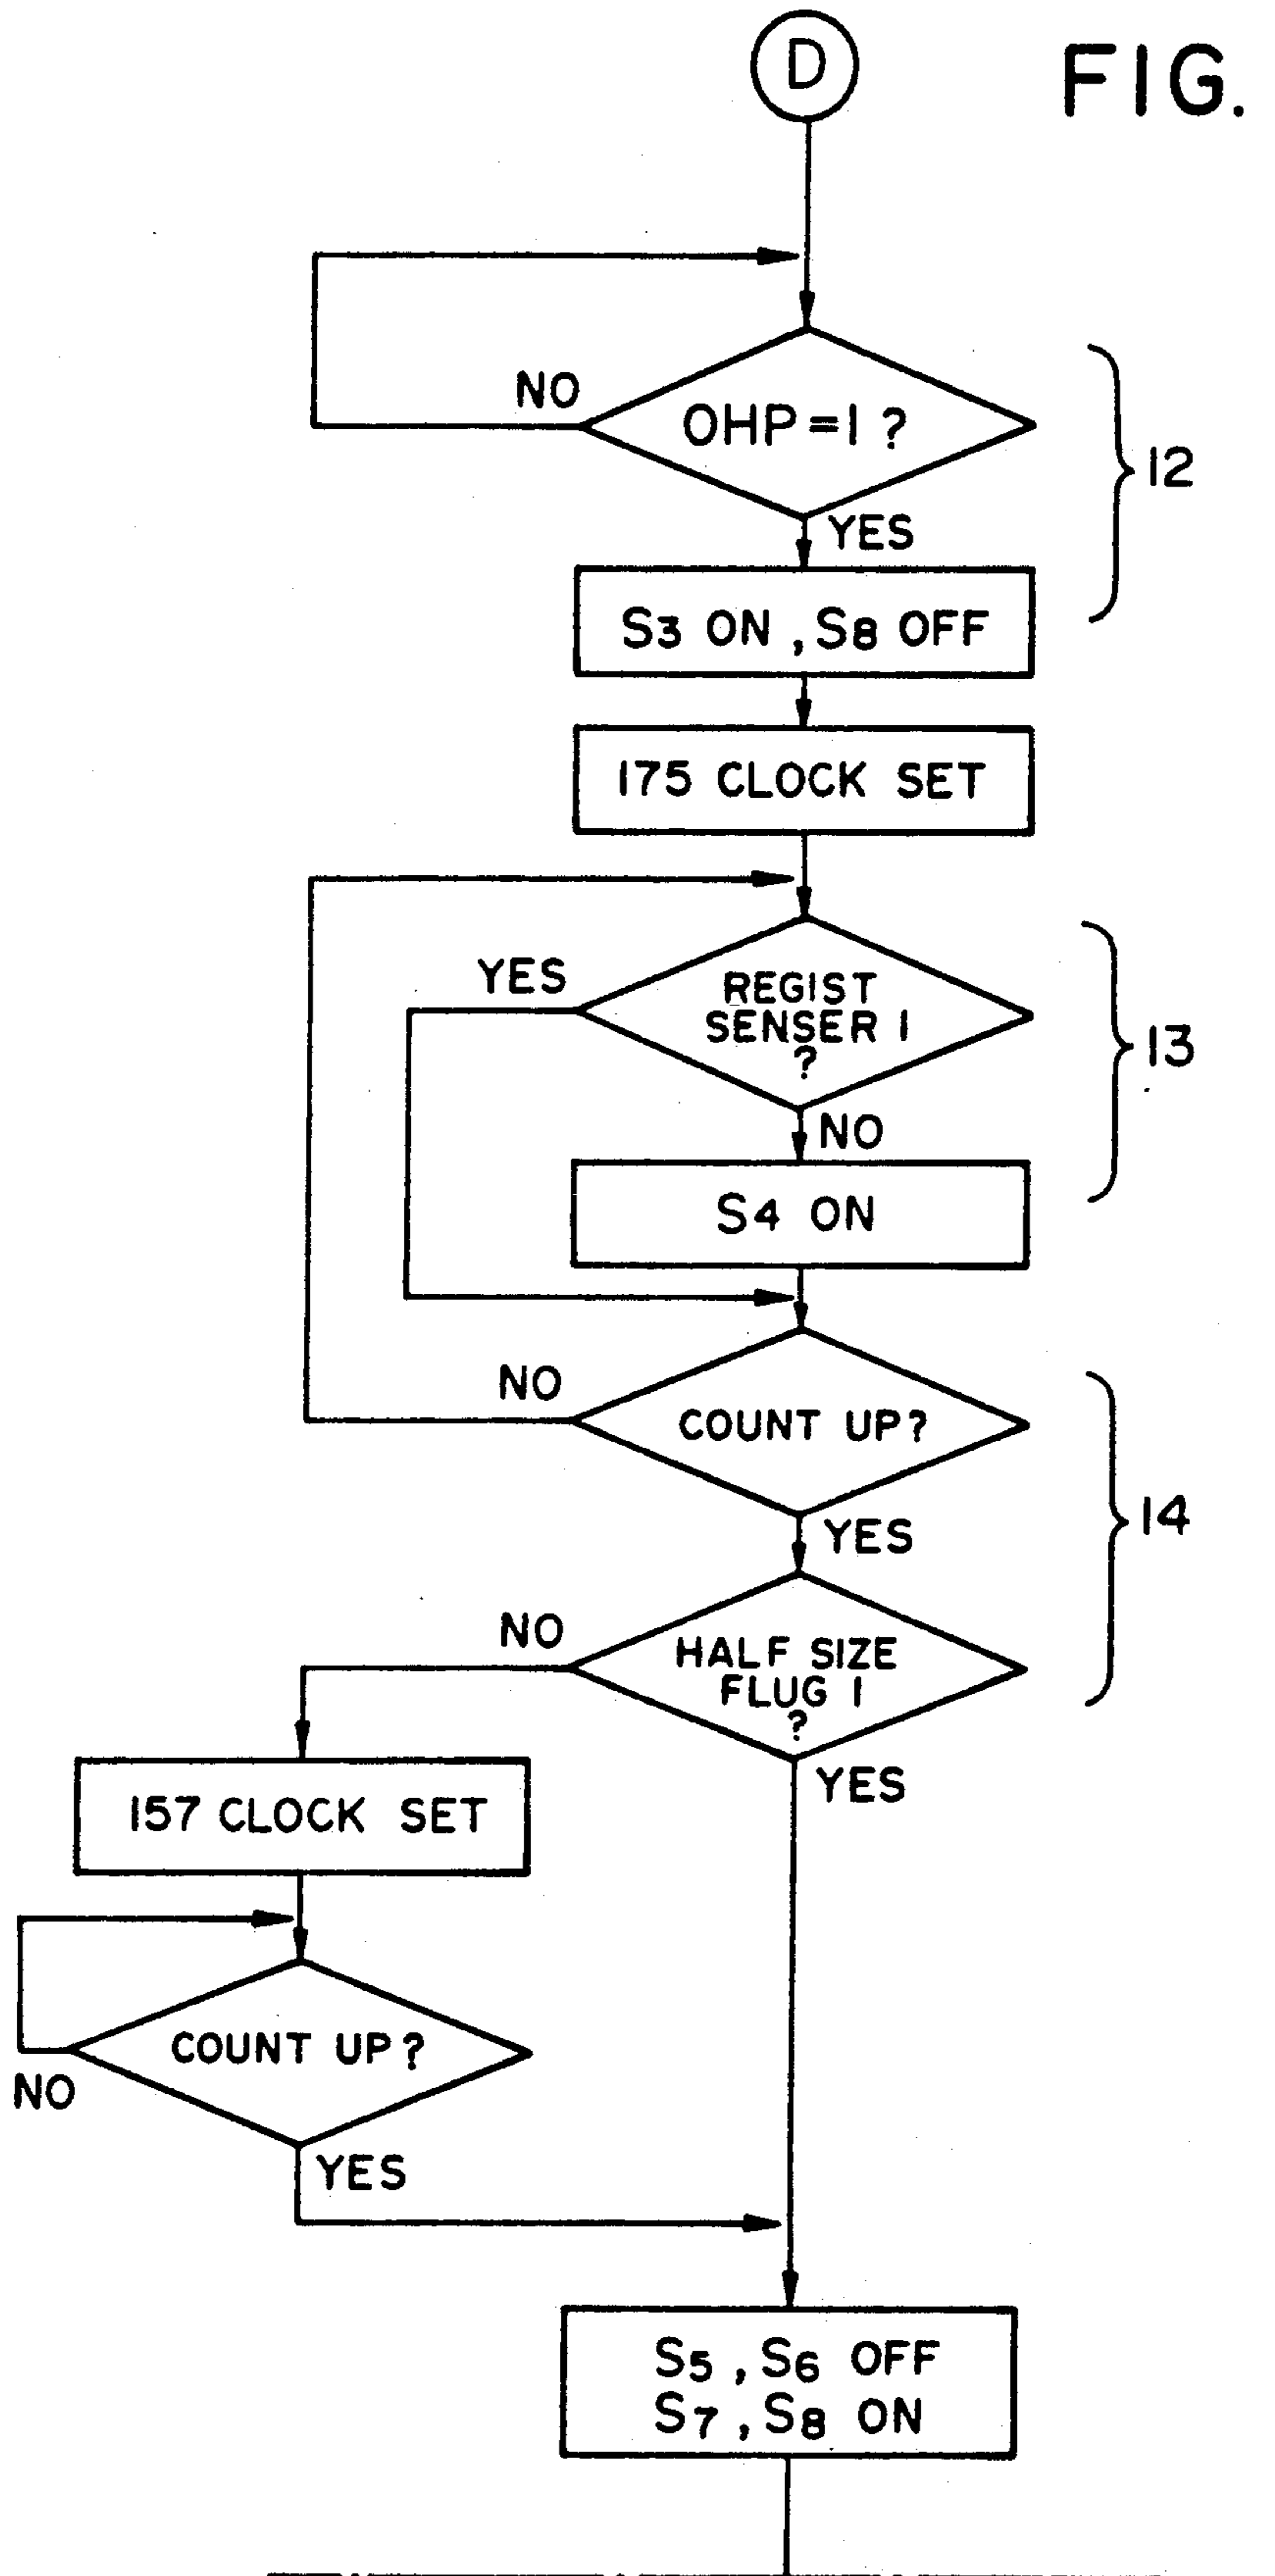 D
FIG.
NO
OHP=1 ?
12
YES
S3 ON , S8 OFF
175 CLOCK SET
YES
REGIST
SENSER 1
?
13
NO
S4 ON
NO
COUNT UP?
14
YES
NO
HALF SIZE
FLUG 1
?
YES
157 CLOCK SET
COUNT UP?
NO
YES
S5 , S6 OFF
S7 , S8 ON